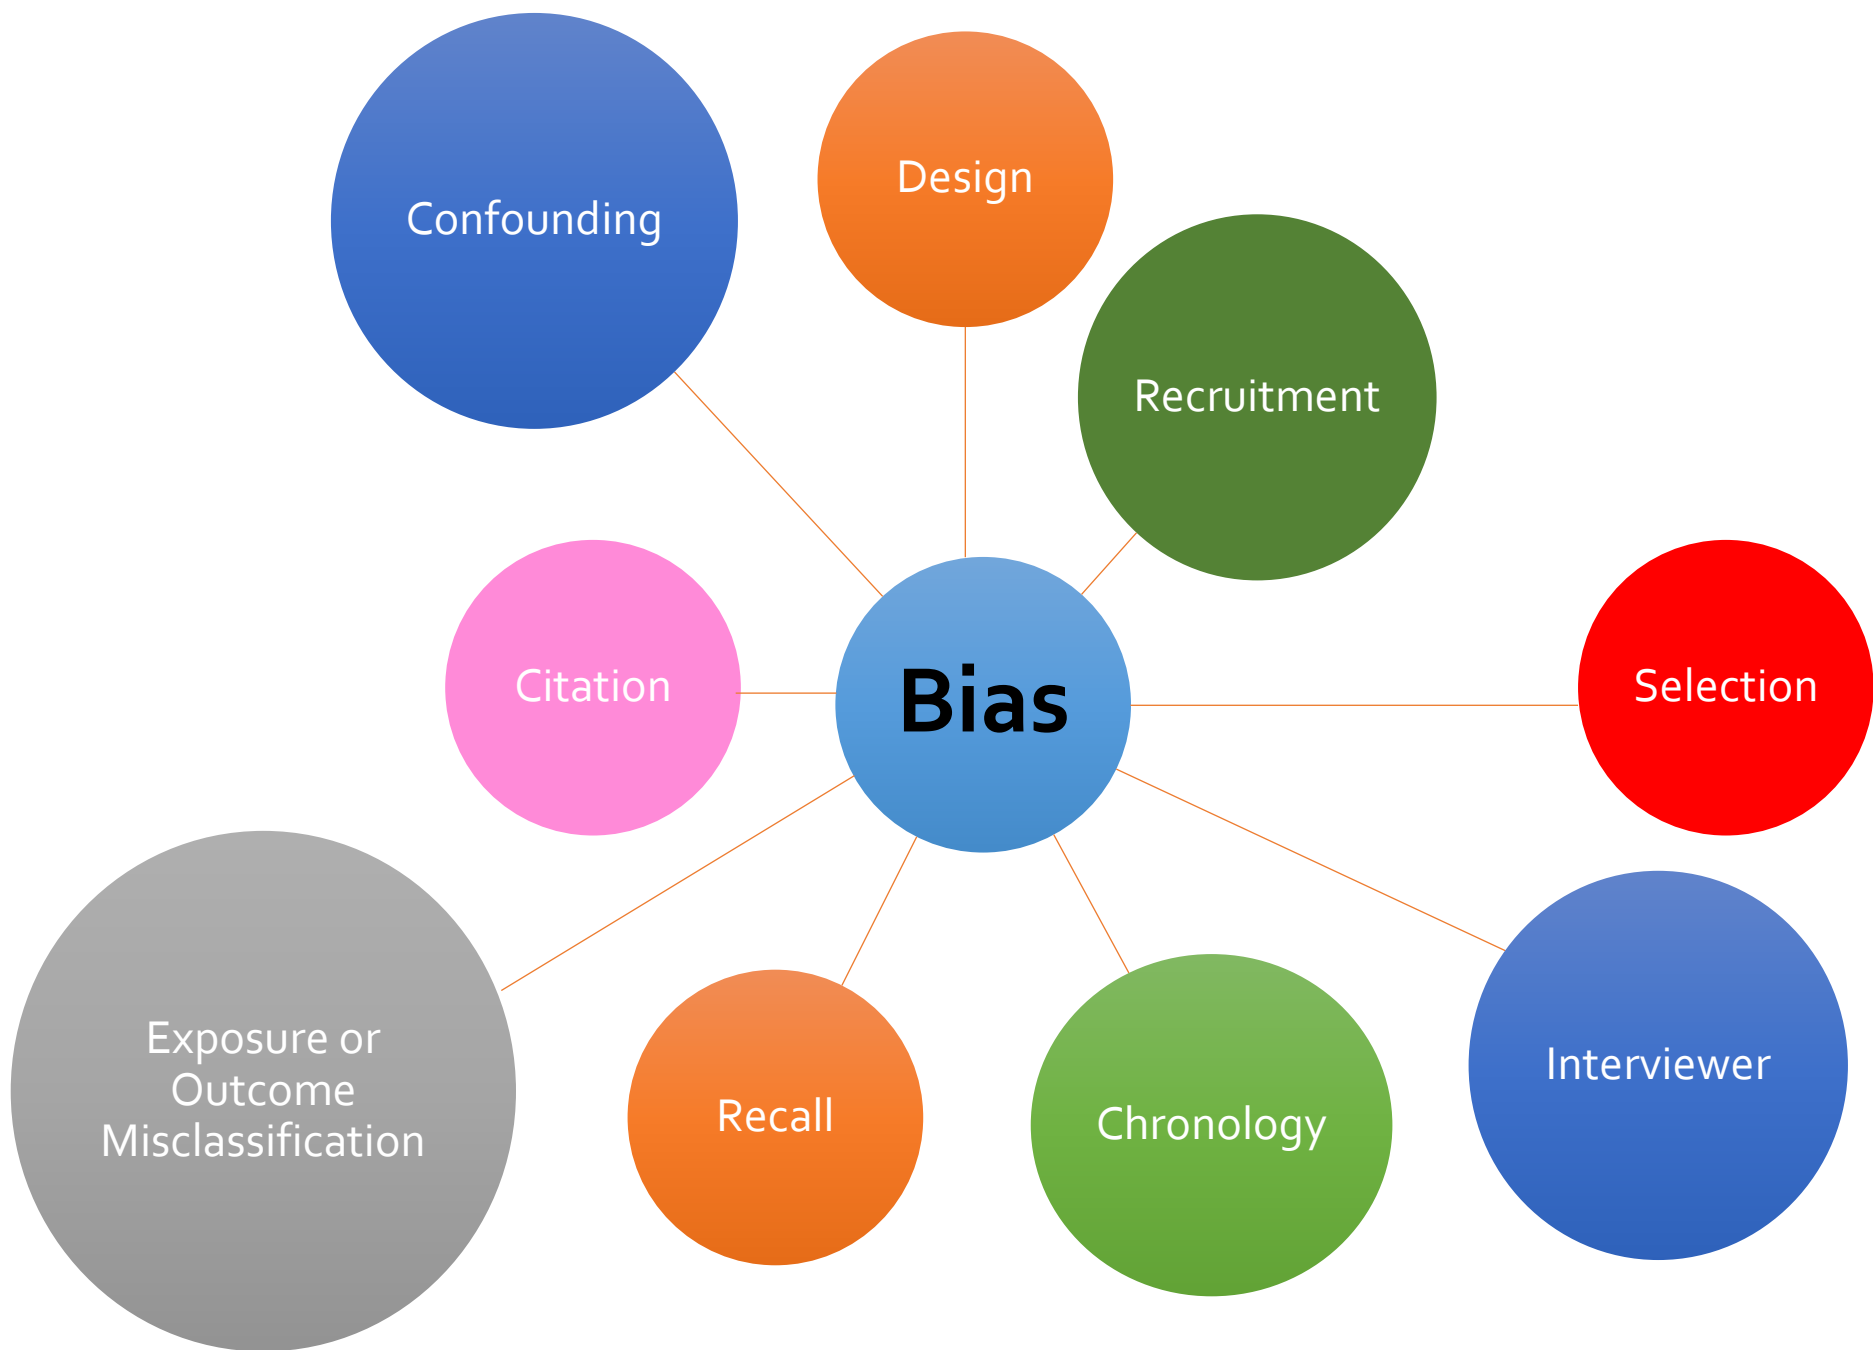 Confounding
Design
Recruitment
Citation
Bias
Selection
Exposure or
Outcome
Misclassification
Recall
Chronology
Interviewer